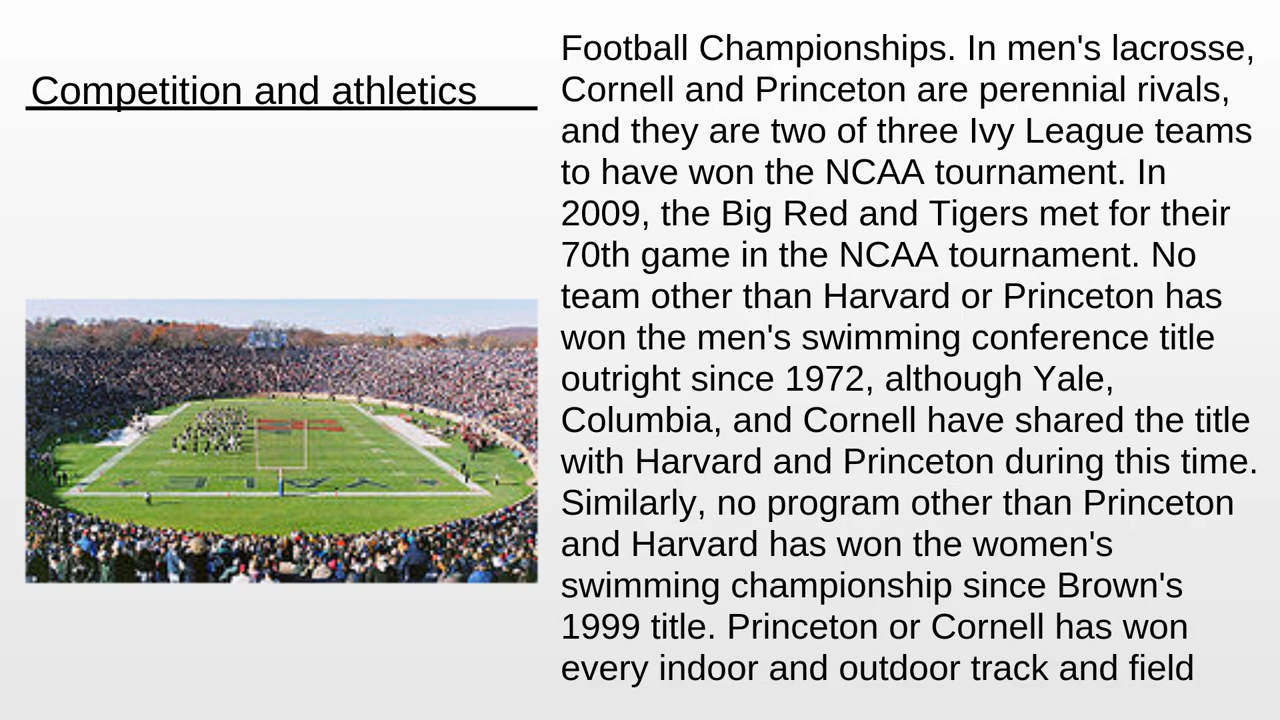 Competition and athletics
Football Championships. In men's lacrosse,
Cornell and Princeton are perennial rivals,
and they are two of three Ivy League teams
to have won the NCAA tournament. In
2009, the Big Red and Tigers met for their
70th game in the NCAA tournament. No
team other than Harvard or Princeton has
won the men's swimming conference title
outright since 1972, although Yale,
Columbia, and Cornell have shared the title
with Harvard and Princeton during this time.
Similarly, no program other than Princeton
and Harvard has won the women's
swimming championship since Brown's
1999 title. Princeton or Cornell has won
every indoor and outdoor track and field
YALE